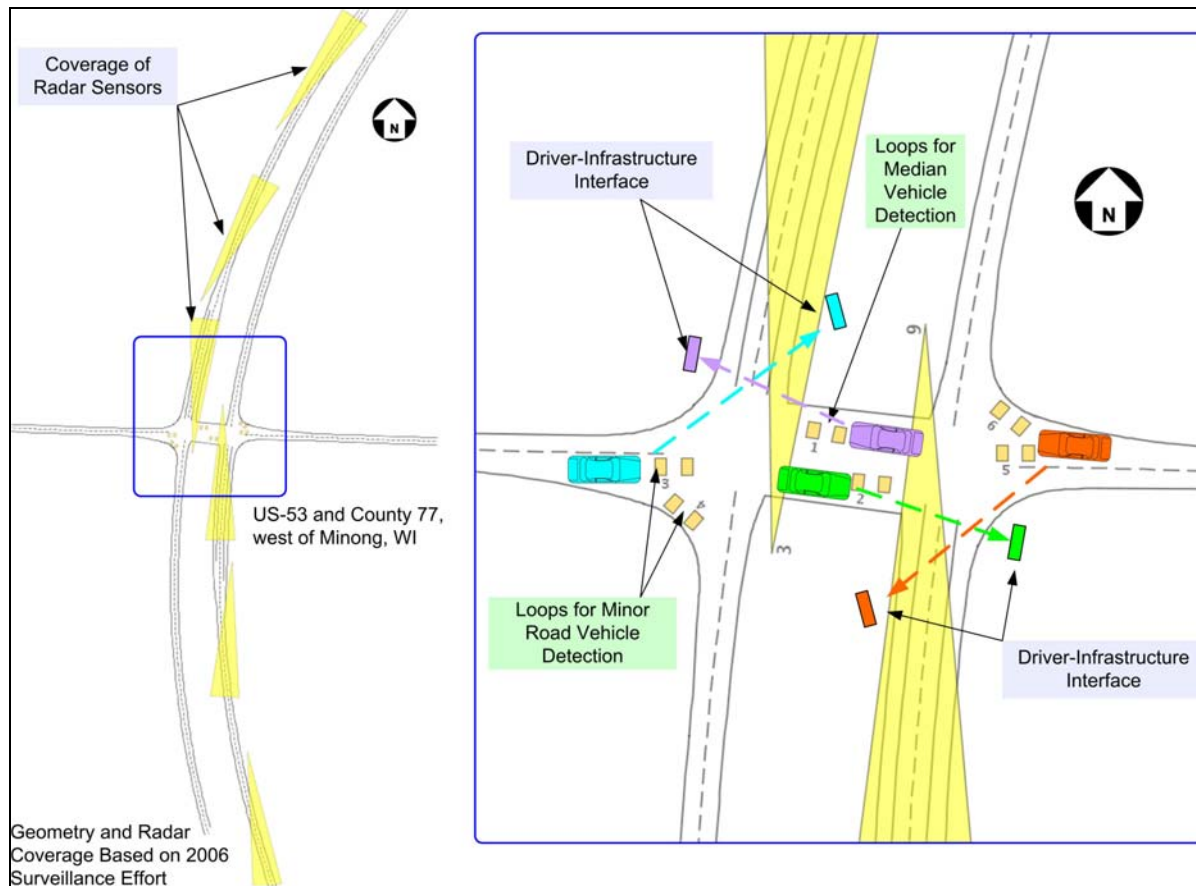 Coverage of
Radar Sensors
N
US-53 and County 77,
west of Minong, WI
Geometry and Radar
Coverage Based on 2006
Surveillance Effort
Driver-Infrastructure
Interface
Loops for
Median
Vehicle
Detection
N
9
1
6
5
3
4
2
3
Loops for Minor
Road Vehicle
Detection
Driver-Infrastructure
Interface